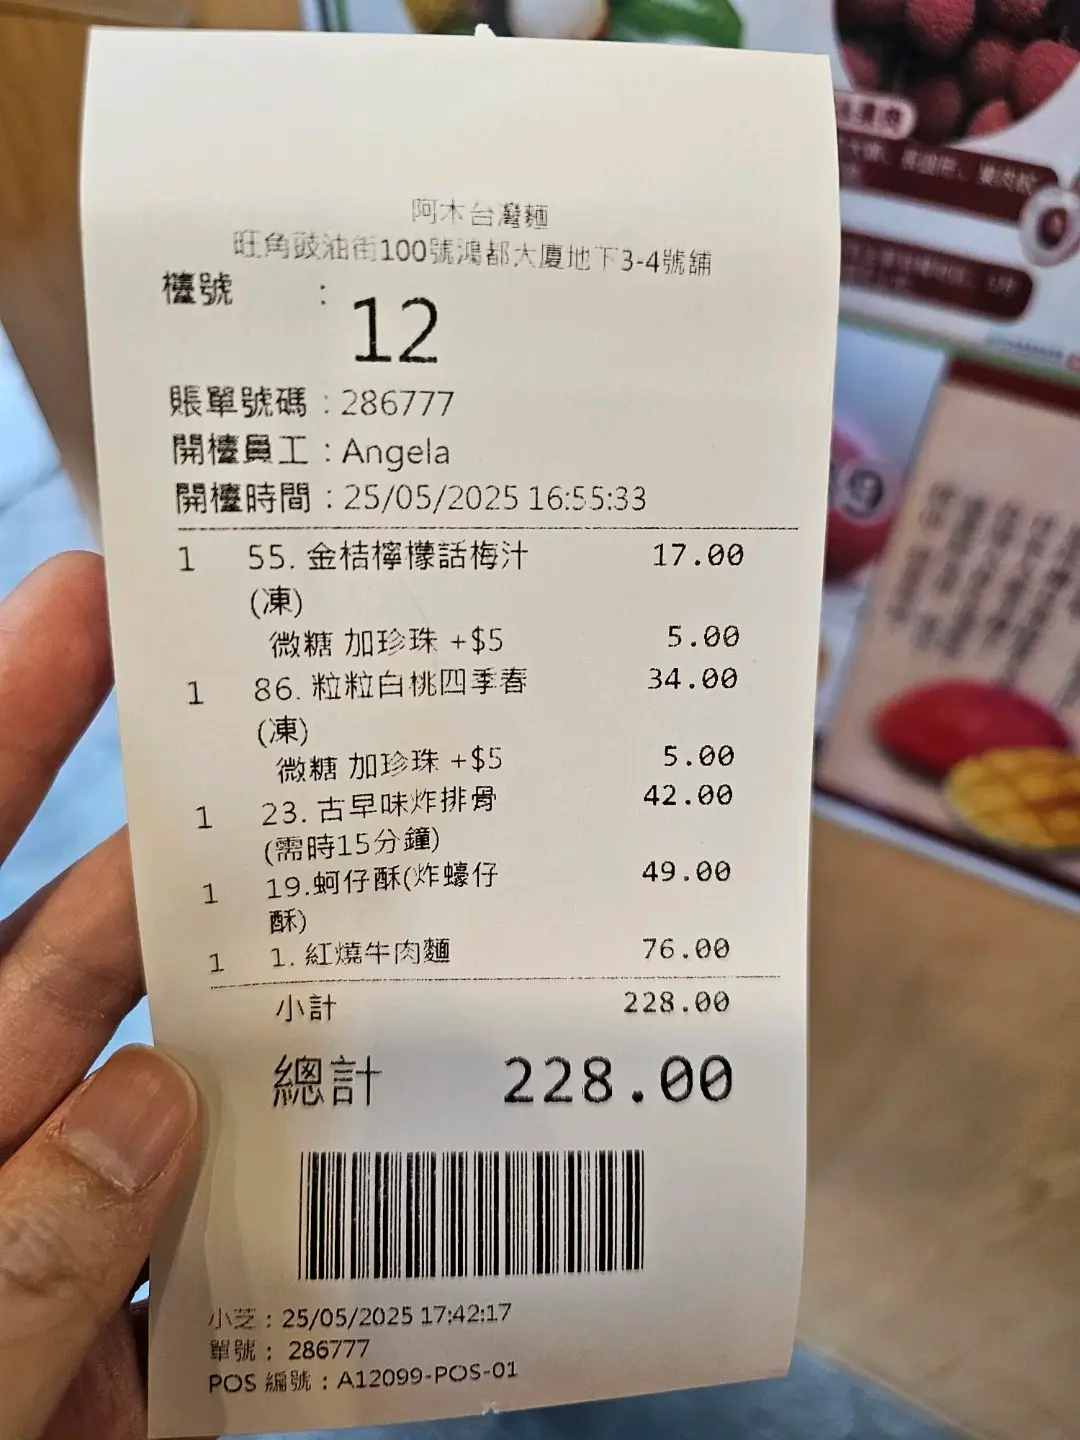 阿木台灣麵
旺角豉油街100號鴻都大廈地下3-4號舖
檯號 :
12
賬單號碼 : 286777
開檯員工 : Angela
開檯時間 : 25/05/2025 16:55:33
1 55. 金桔檸檬話梅汁 17.00
(凍)
微糖 加珍珠 +$5 5.00
1 86. 粒粒白桃四季春 34.00
(凍)
微糖 加珍珠 +$5 5.00
1 23. 古早味炸排骨 42.00
(需時15分鐘)
1 19.蚵仔酥(炸蠔仔 49.00
酥)
1 1. 紅燒牛肉麵 76.00
小計 228.00
總計 228.00
小芝 : 25/05/2025 17:42:17
單號 : 286777
POS 編號 : A12099-POS-01